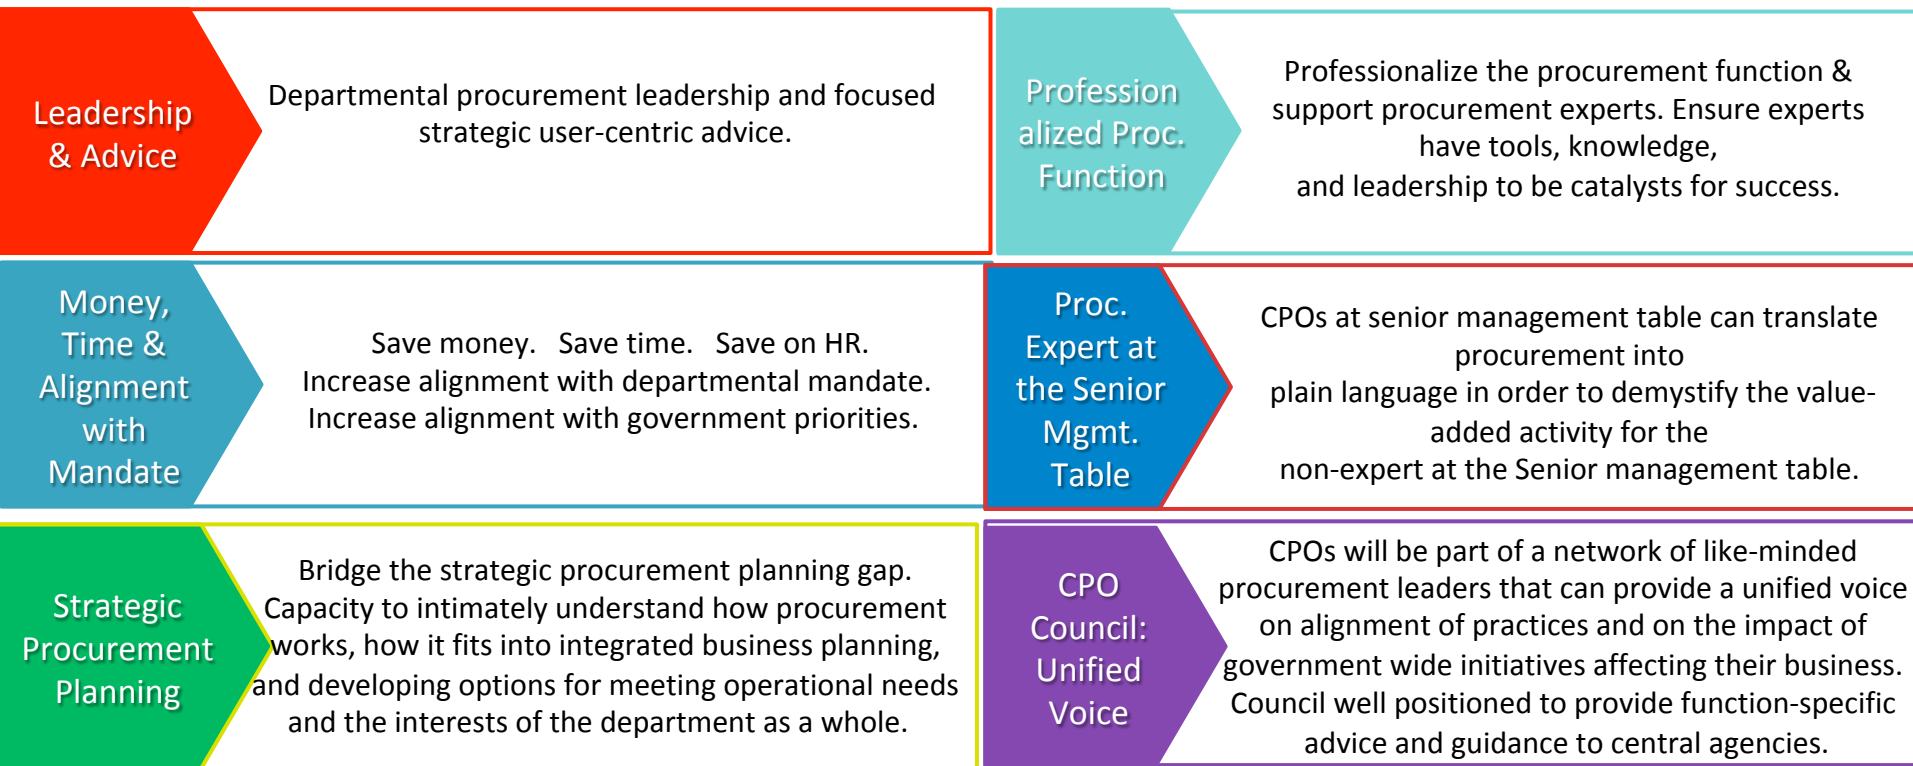 Leadership
& Advice
Departmental procurement leadership and focused
strategic user-centric advice.
Profession
alized Proc.
Function
Professionalize the procurement function &
support procurement experts. Ensure experts
have tools, knowledge,
and leadership to be catalysts for success.
Money,
Time &
Alignment
with
Mandate
Save money.   Save time.   Save on HR.
Increase alignment with departmental mandate.
Increase alignment with government priorities.
Proc.
Expert at
the Senior
Mgmt.
Table
CPOs at senior management table can translate
procurement into
plain language in order to demystify the value-
added activity for the
non-expert at the Senior management table.
Strategic
Procurement
Planning
Bridge the strategic procurement planning gap.
Capacity to intimately understand how procurement
works, how it fits into integrated business planning,
and developing options for meeting operational needs
and the interests of the department as a whole.
CPO
Council:
Unified
Voice
CPOs will be part of a network of like-minded
procurement leaders that can provide a unified voice
on alignment of practices and on the impact of
government wide initiatives affecting their business.
Council well positioned to provide function-specific
advice and guidance to central agencies.